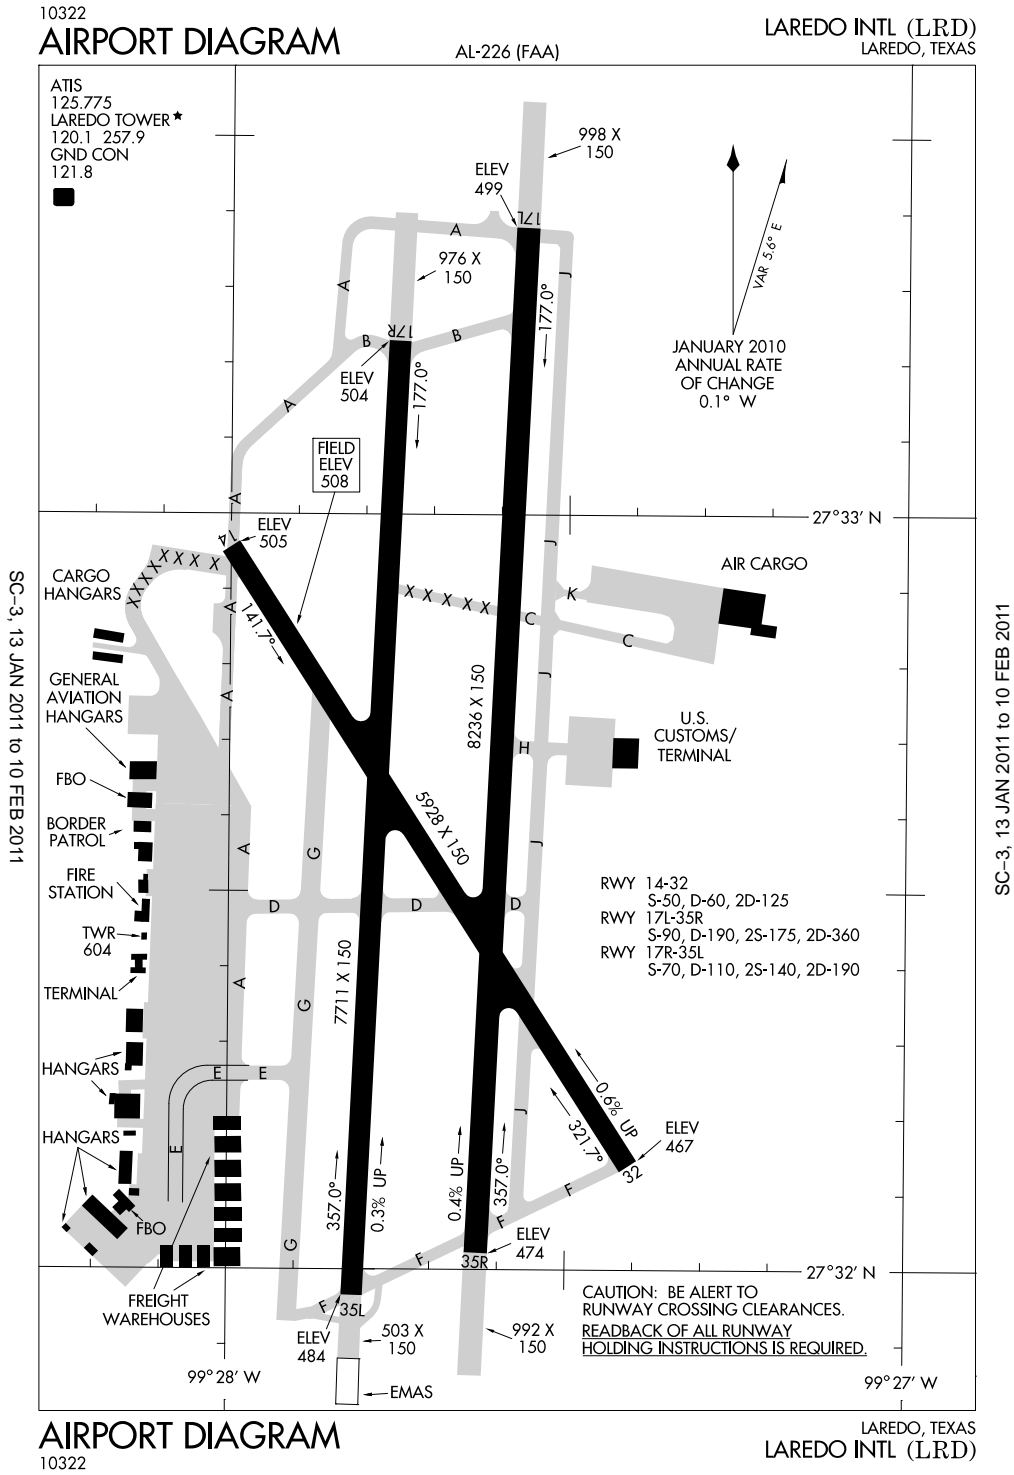 10322
AIRPORT DIAGRAM
AL-226 (FAA)
LAREDO INTL (LRD)
LAREDO, TEXAS
ATIS
125.775
LAREDO TOWER★
120.1 257.9
GND CON
121.8
998 X
150
ELEV
499
17L
A
976 X
150
A
J
VAR 5.6° E
JANUARY 2010
ANNUAL RATE
OF CHANGE
0.1° W
177.0°
17R
B
B
ELEV
504
177.0°
A
FIELD
ELEV
508
A
27°33' N
ELEV
505
14
J
X X X X
X X X X
CARGO
HANGARS
AIR CARGO
K
X X X X X
C
C
A
141.7°
GENERAL
AVIATION
HANGARS
A
J
8236 X 150
U.S.
CUSTOMS/
TERMINAL
H
FBO
BORDER
PATROL
5928 X 150
A
G
J
FIRE
STATION
RWY 14-32
S-50, D-60, 2D-125
RWY 17L-35R
S-90, D-190, 2S-175, 2D-360
RWY 17R-35L
S-70, D-110, 2S-140, 2D-190
D
D
D
TWR
604
TERMINAL
A
G
7711 X 150
HANGARS
E
E
0.6% UP
321.7°
J
ELEV
467
32
HANGARS
E
357.0°
0.3% UP
0.4% UP
357.0°
F
F
FBO
G
F
ELEV
474
35R
27°32' N
FREIGHT
WAREHOUSES
F
35L
ELEV
484
503 X
150
992 X
150
CAUTION: BE ALERT TO
RUNWAY CROSSING CLEARANCES.
READBACK OF ALL RUNWAY
HOLDING INSTRUCTIONS IS REQUIRED.
99°28' W
EMAS
99°27' W
SC-3, 13 JAN 2011 to 10 FEB 2011
SC-3, 13 JAN 2011 to 10 FEB 2011
AIRPORT DIAGRAM
10322
LAREDO, TEXAS
LAREDO INTL (LRD)